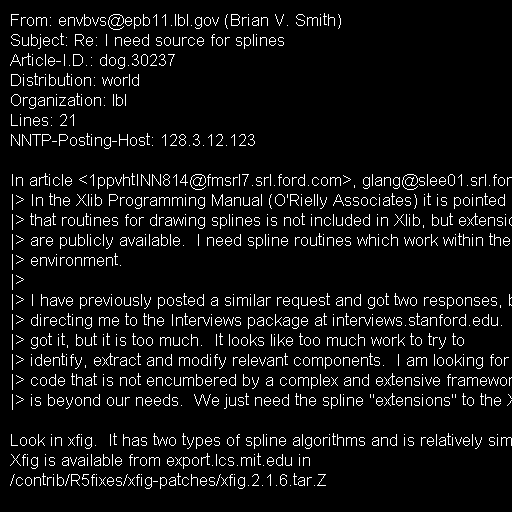 From: envbvs@epb11.lbl.gov (Brian V. Smith)
Subject: Re: I need source for splines
Article-I.D.: dog.30237
Distribution: world
Organization: lbl
Lines: 21
NNTP-Posting-Host: 128.3.12.123

In article <1ppvhtINN814@fmsrl7.srl.ford.com>, glang@slee01.srl.for
|> In the Xlib Programming Manual (O'Rielly Associates) it is pointed
|> that routines for drawing splines is not included in Xlib, but extensio
|> are publicly available.  I need spline routines which work within the
|> environment.
|>
|> I have previously posted a similar request and got two responses, b
|> directing me to the Interviews package at interviews.stanford.edu.
|> got it, but it is too much.  It looks like too much work to try to
|> identify, extract and modify relevant components.  I am looking for
|> code that is not encumbered by a complex and extensive framewor
|> is beyond our needs.  We just need the spline "extensions" to the X

Look in xfig.  It has two types of spline algorithms and is relatively sim
Xfig is available from export.lcs.mit.edu in
/contrib/R5fixes/xfig-patches/xfig.2.1.6.tar.Z